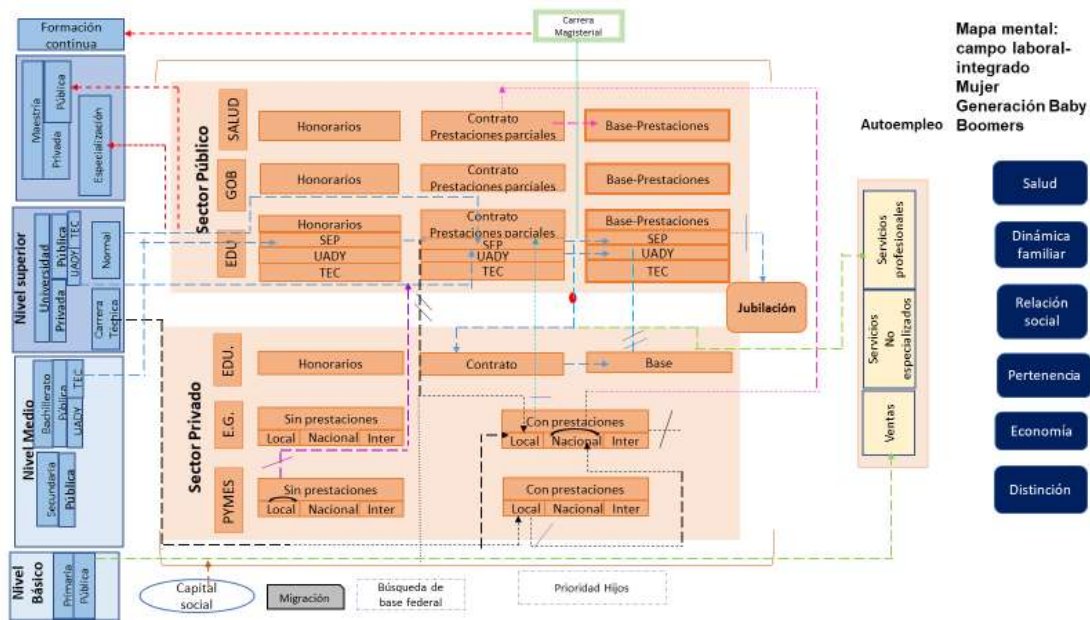 Formación
continua
Carrera
Magisterial
Mapa mental:
campo laboral-
integrado
Mujer
Generación Baby
Boomers
Maestría
Pública
Privada
Especialización
Nivel superior
Universidad
Pública
Privada
UADY
TEC
Normal
Carrera
Técnica
Nivel Medio
Bachillerato
Pública
UADY
TEC
Secundaria
Pública
Nivel
Básico
Primaria
Pública
Sector Público
SALUD
Honorarios
Contrato
Prestaciones parciales
Base-Prestaciones
GOB
Honorarios
Contrato
Prestaciones parciales
Base-Prestaciones
EDU
Honorarios
SEP
UADY
TEC
Contrato
Prestaciones parciales
SEP
UADY
TEC
Base-Prestaciones
SEP
UADY
TEC
Jubilación
Sector Privado
EDU.
Honorarios
Contrato
Base
E.G.
Sin prestaciones
Local Nacional Inter
Con prestaciones
Local Nacional Inter
PYMES
Sin prestaciones
Local Nacional Inter
Con prestaciones
Local Nacional Inter
Autoempleo
Servicios
profesionales
Servicios
No
especializados
Ventas
Salud
Dinámica
familiar
Relación
social
Pertenencia
Economía
Distinción
Capital
social
Migración
Búsqueda de
base federal
Prioridad Hijos